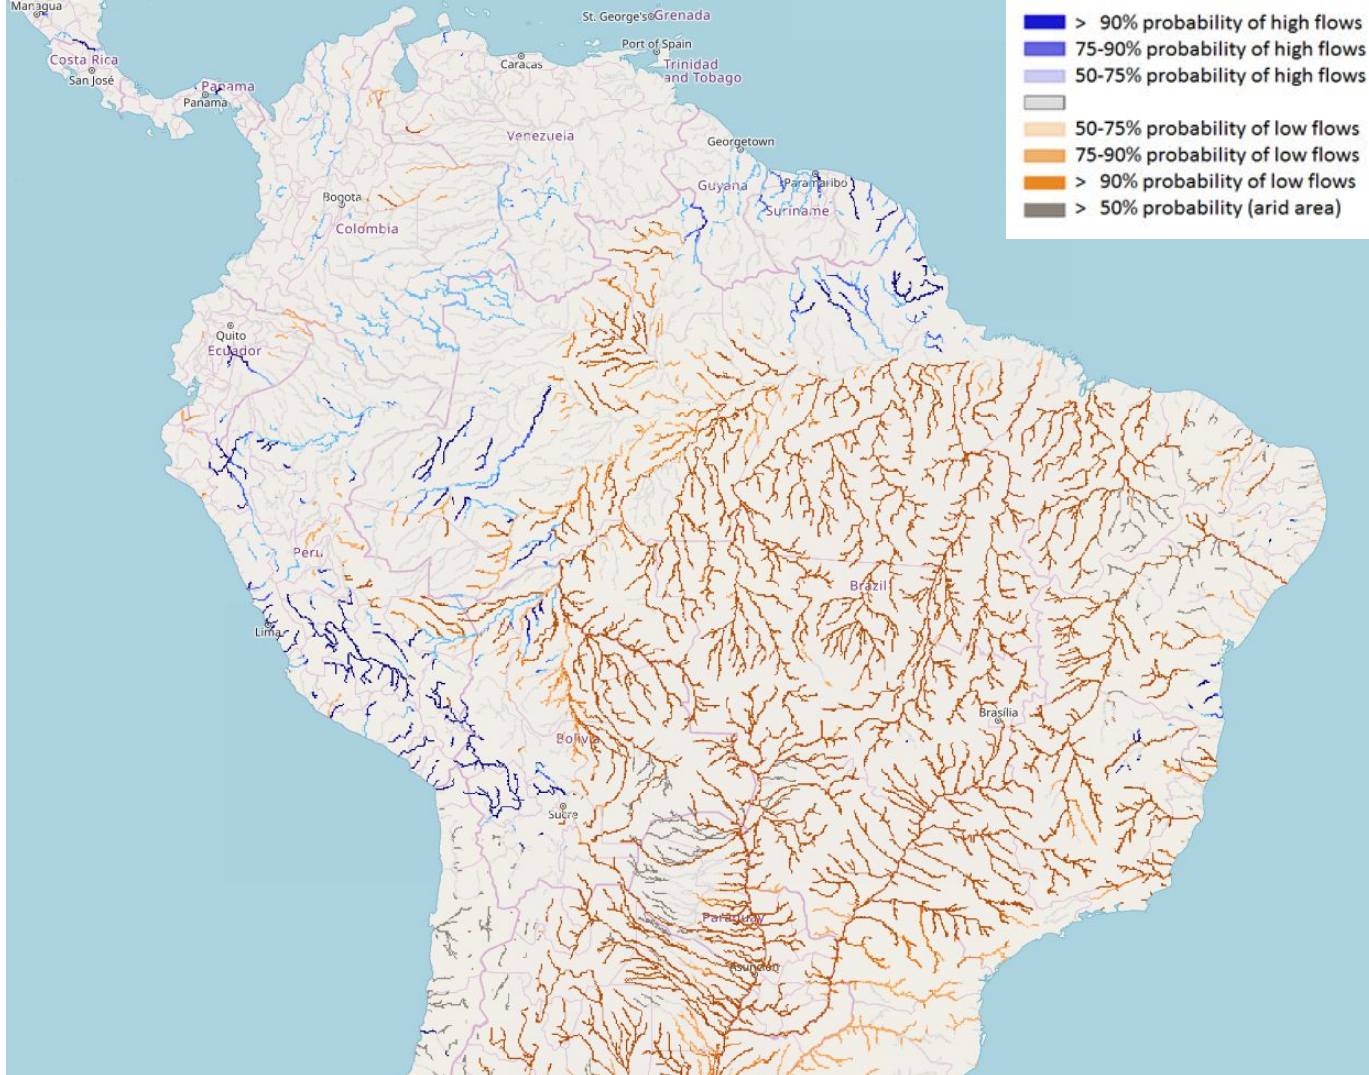 Managua
Costa Rica
San José
Panama
Panama
St. George's
Grenada
Port of Spain
Trinidad
and Tobago
Caracas
Venezuela
Georgetown
Guyana
Paramaribo
Suriname
Bogota
Colombia
Quito
Ecuador
Peru
Lima
Brazil
Brasília
Bolivia
Sucre
Paraguay
Asunción
> 90% probability of high flows
75-90% probability of high flows
50-75% probability of high flows
50-75% probability of low flows
75-90% probability of low flows
> 90% probability of low flows
> 50% probability (arid area)